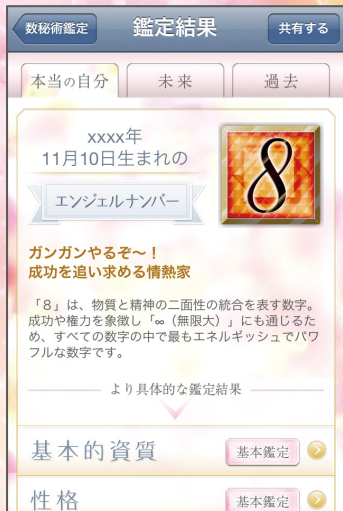 数秘術鑑定
鑑定結果
共有する
本当の自分
未来
過去
xxxx年
11月10日生まれの
エンジェルナンバー
8
ガンガンやるぞ～！
成功を追い求める情熱家
「８」は、物質と精神の二面性の統合を表す数字。
成功や権力を象徴し「∞（無限大）」にも通じるた
め、すべての数字の中で最もエネルギッシュでパワ
フルな数字です。
より具体的な鑑定結果
基本的資質
基本鑑定
性格
基本鑑定